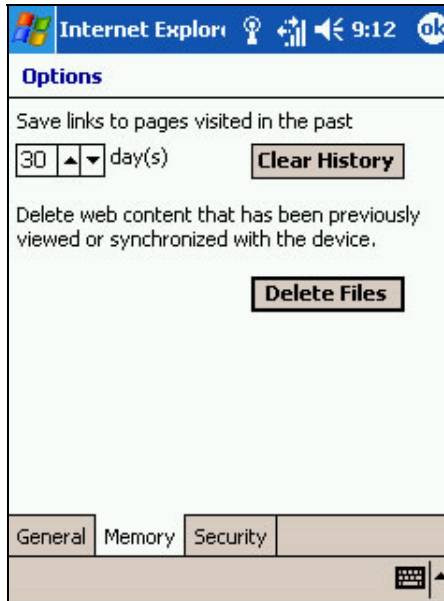 Internet Explor 9:12 ok
Options
Save links to pages visited in the past
30 day(s) Clear History
Delete web content that has been previously
viewed or synchronized with the device.
Delete Files
General Memory Security